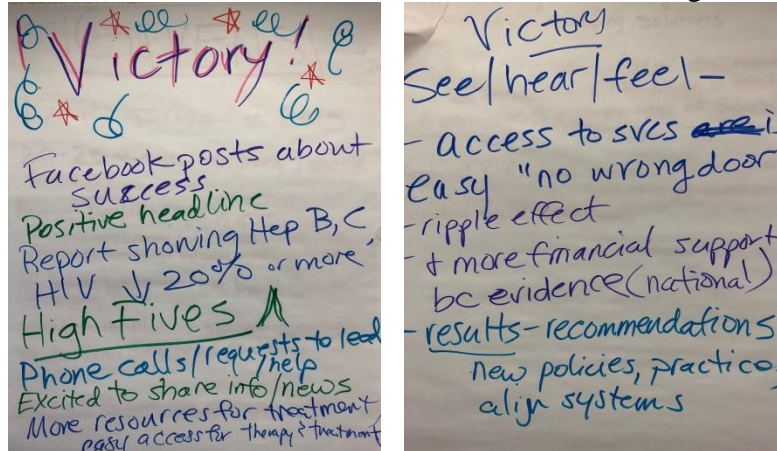 Victory!
Facebook posts about
success
Positive headline
Report showing Hep B, C,
HIV ↓ 20% or more
High Fives
Phone calls/requests to lead
/help
Excited to share info/news
More resources for treatment,
easy access for therapy & treatment
Victory
See/hear/feel -
- access to svcs are i
easy "no wrong door
- ripple effect
- + more financial support
bc evidence (national)
- results - recommendations
new policies, practice
align systems